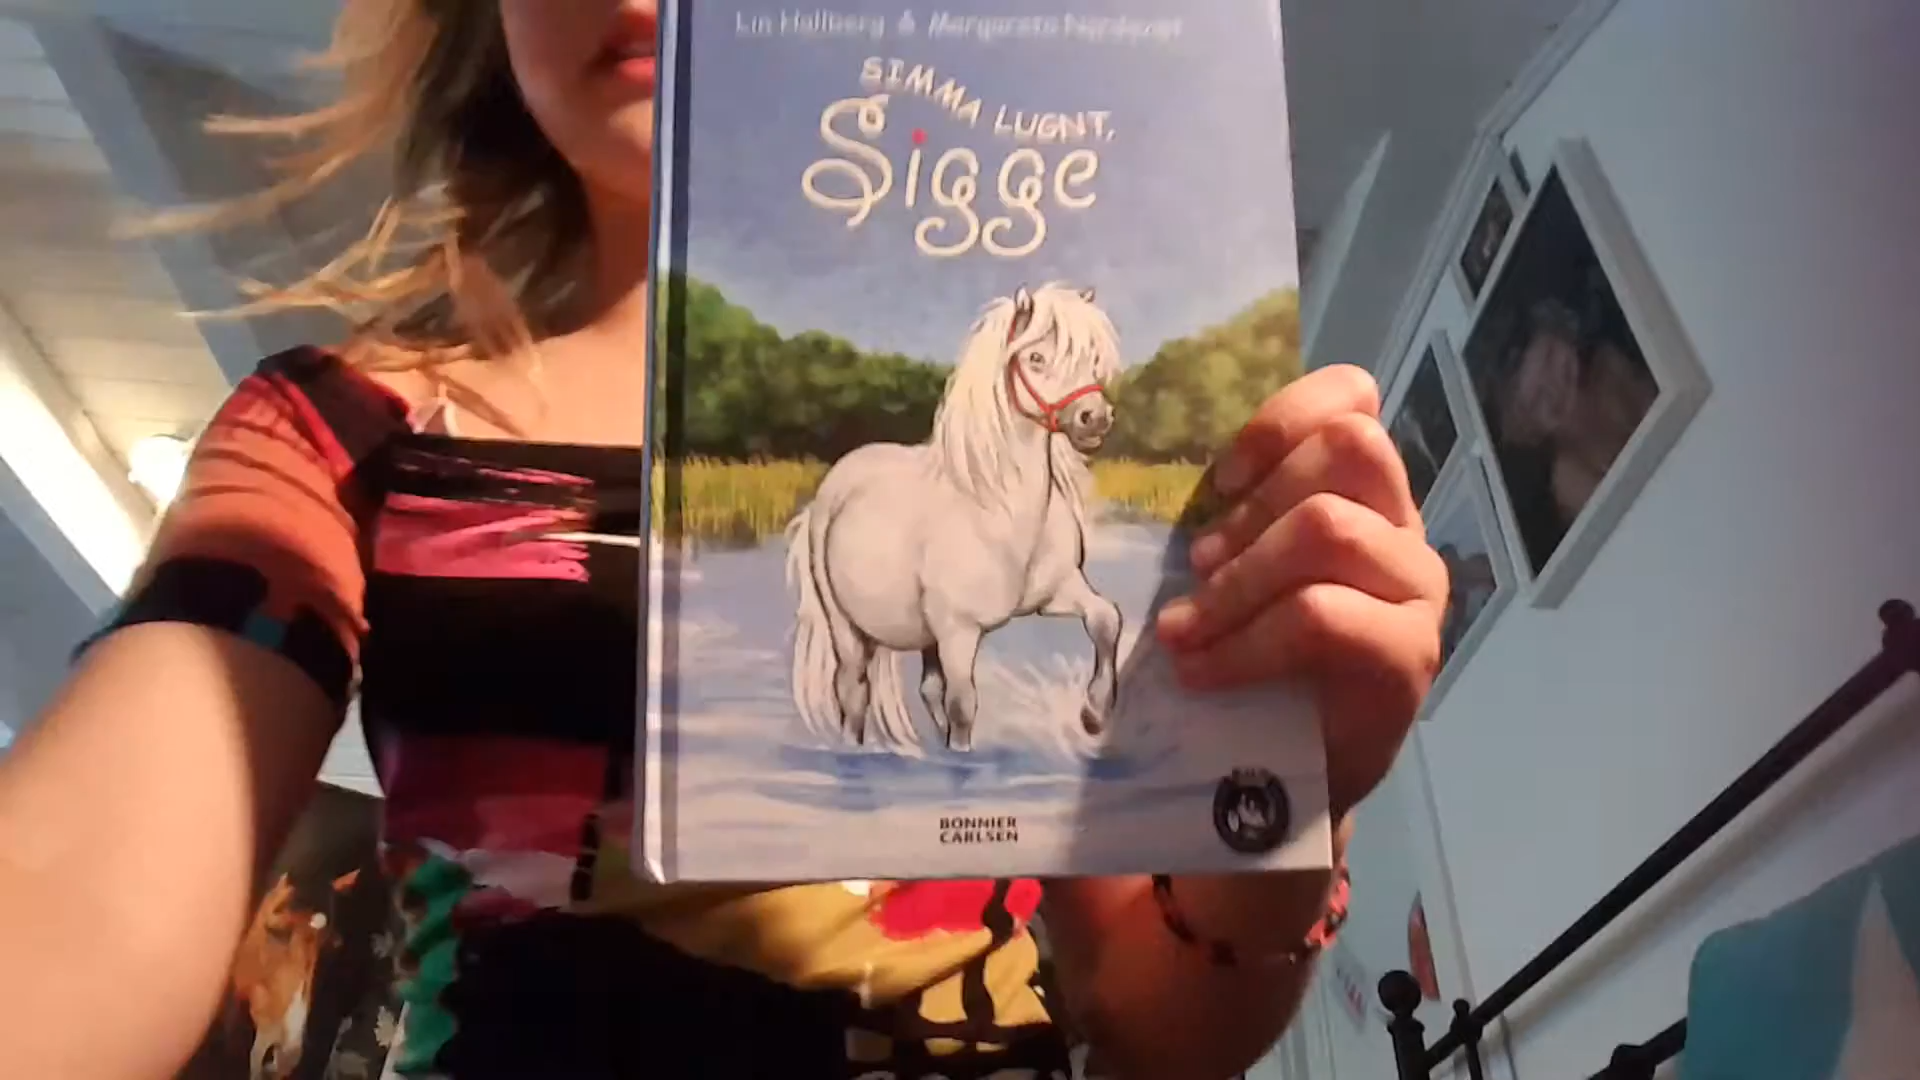 Lin Hallberg & Margareta Nordqvist
SIMMA LUGNT,
Sigge
BONNIER
CARLSEN